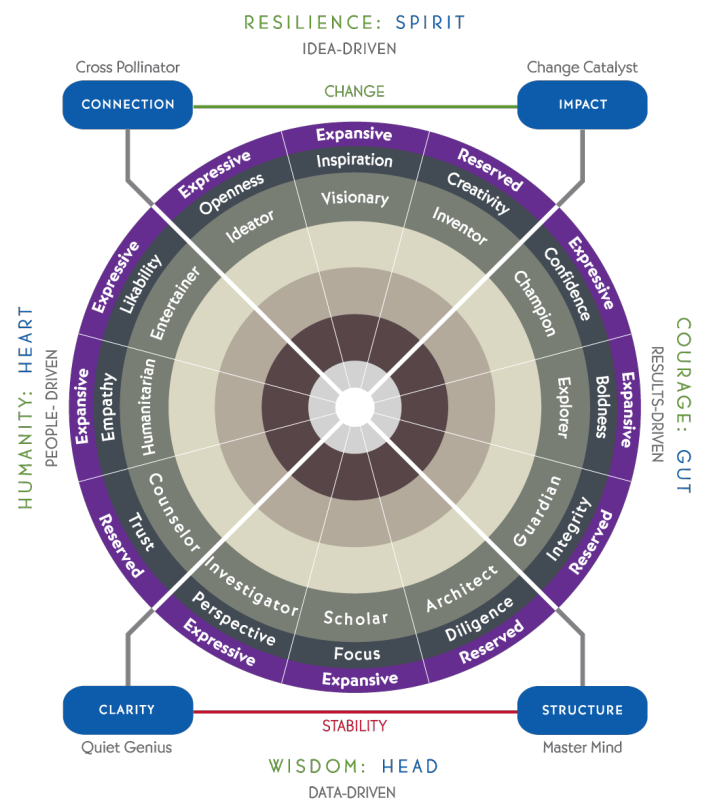 RESILIENCE: SPIRIT
IDEA-DRIVEN
Cross Pollinator
CONNECTION
CHANGE
Change Catalyst
IMPACT
Expressive
Expansive
Reserved
Openness
Inspiration
Creativity
Ideator
Visionary
Inventor
Expressive
Expansive
Reserved
Confidence
Boldness
Integrity
Champion
Explorer
Guardian
COURAGE: GUT
RESULTS-DRIVEN
HUMANITY: HEART
PEOPLE- DRIVEN
Expressive
Expansive
Reserved
Likability
Empathy
Trust
Entertainer
Humanitarian
Counselor
Investigator
Scholar
Architect
Perspective
Focus
Diligence
Expressive
Expansive
Reserved
CLARITY
Quiet Genius
STABILITY
STRUCTURE
Master Mind
WISDOM: HEAD
DATA-DRIVEN